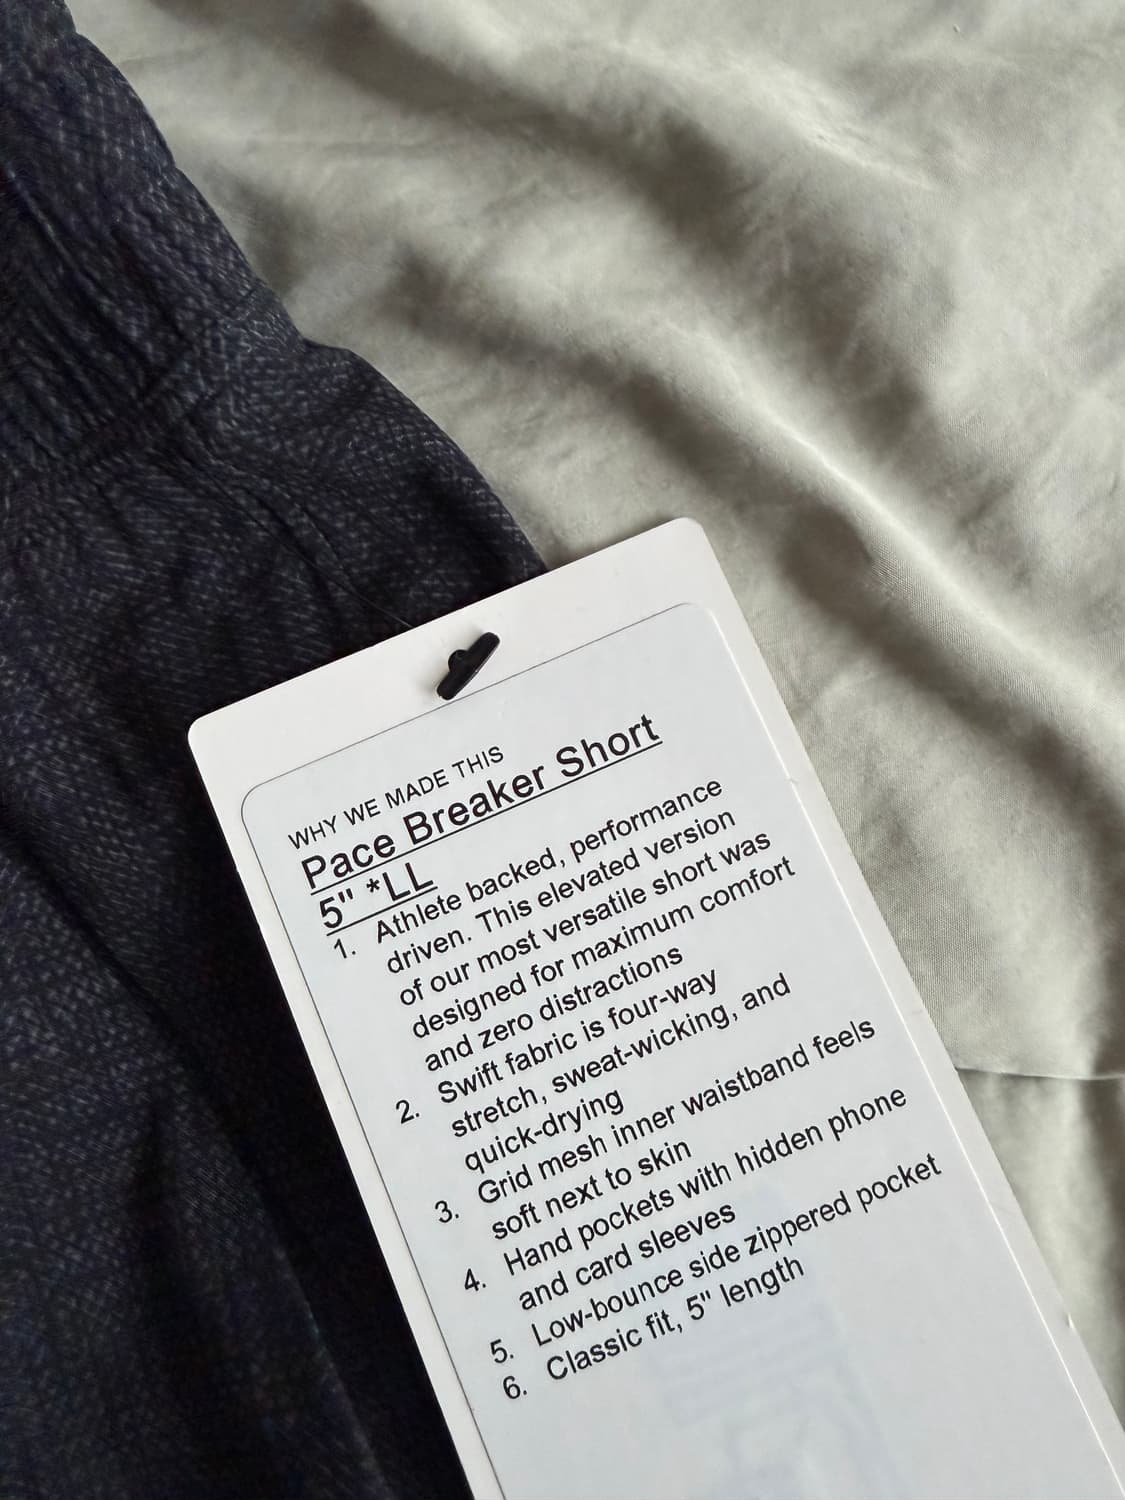 WHY WE MADE THIS
Pace Breaker Short
5" *LL
1. Athlete backed, performance
driven. This elevated version
of our most versatile short was
designed for maximum comfort
and zero distractions
2. Swift fabric is four-way
stretch, sweat-wicking, and
quick-drying
3. Grid mesh inner waistband feels
soft next to skin
4. Hand pockets with hidden phone
and card sleeves
5. Low-bounce side zippered pocket
6. Classic fit, 5" length